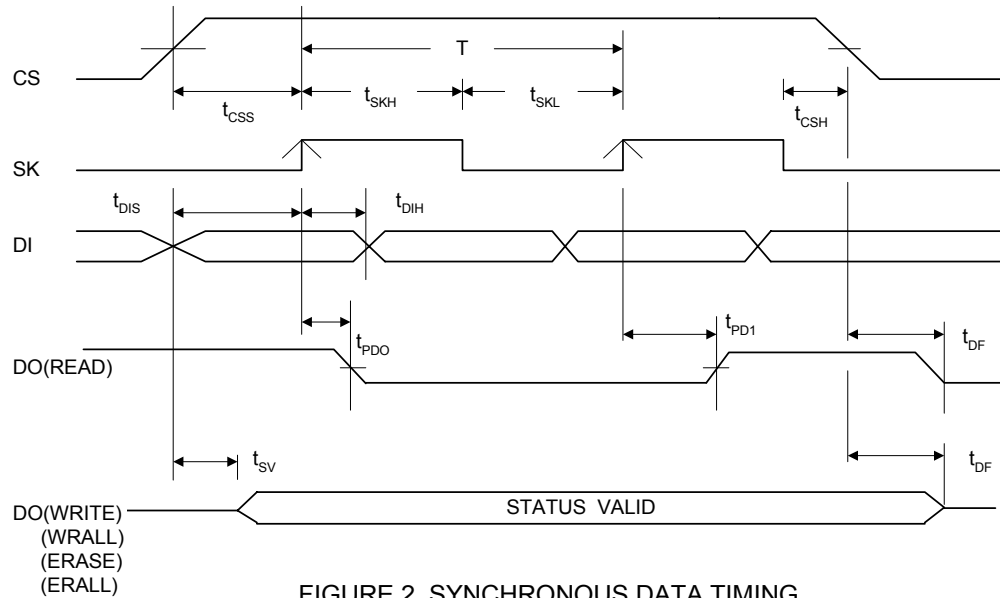 T
CS
tCSS
tSKH
tSKL
tCSH
SK
tDIS
tDIH
DI
tPDO
tPD1
tDF
DO(READ)
tSV
tDF
DO(WRITE)
STATUS VALID
(WRALL)
(ERASE)
(ERALL)
FIGURE 2. SYNCHRONOUS DATA TIMING